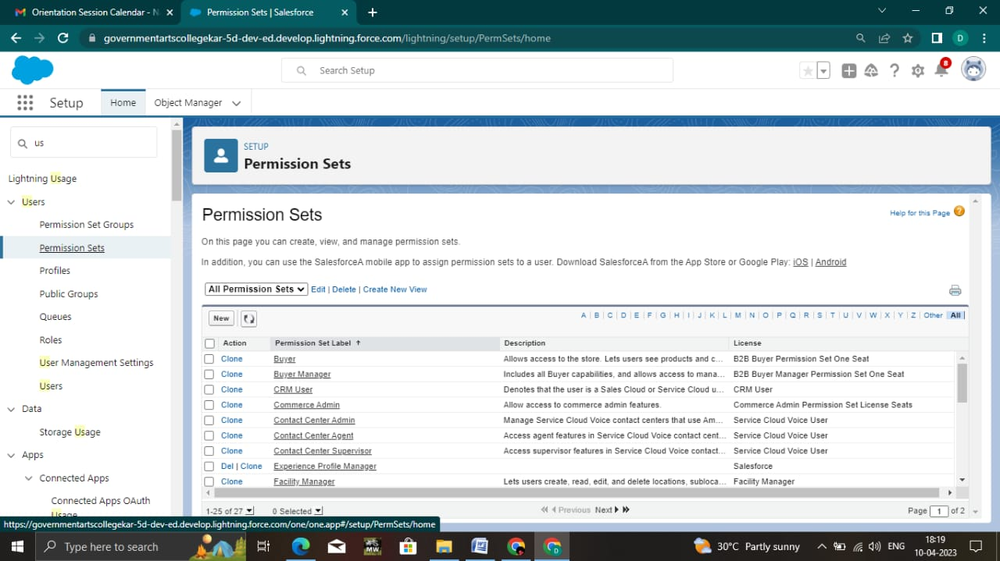 Orientation Session Calendar - N
Permission Sets | Salesforce
governmentartscollegekar-5d-dev-ed.develop.lightning.force.com/lightning/setup/PermSets/home
D
Search Setup
8
Setup
Home
Object Manager
us
Lightning Usage
Users
Permission Set Groups
Permission Sets
Profiles
Public Groups
Queues
Roles
User Management Settings
Users
Data
Storage Usage
Apps
Connected Apps
Connected Apps OAuth
Usage
SETUP
Permission Sets
Permission Sets
Help for this Page ?
On this page you can create, view, and manage permission sets.
In addition, you can use the SalesforceA mobile app to assign permission sets to a user. Download SalesforceA from the App Store or Google Play: iOS | Android
All Permission Sets Edit | Delete | Create New View
New
A | B | C | D | E | F | G | H | I | J | K | L | M | N | O | P | Q | R | S | T | U | V | W | X | Y | Z | Other | All |
Action Permission Set Label ↑ Description License
Clone Buyer Allows access to the store. Lets users see products and c... B2B Buyer Permission Set One Seat
Clone Buyer Manager Includes all Buyer capabilities, and allows access to mana... B2B Buyer Manager Permission Set One Seat
Clone CRM User Denotes that the user is a Sales Cloud or Service Cloud u... CRM User
Clone Commerce Admin Allow access to commerce admin features. Commerce Admin Permission Set License Seats
Clone Contact Center Admin Manage Service Cloud Voice contact centers that use Am... Service Cloud Voice User
Clone Contact Center Agent Access agent features in Service Cloud Voice contact cent... Service Cloud Voice User
Clone Contact Center Supervisor Access supervisor features in Service Cloud Voice contact... Service Cloud Voice User
Del | Clone Experience Profile Manager Salesforce
Clone Facility Manager Lets users create, read, edit, and delete locations, subloca... Facility Manager
1-25 of 27 0 Selected Previous Next Page 1 of 2
https://governmentartscollegekar-5d-dev-ed.develop.lightning.force.com/one/one.app#/setup/PermSets/home
Type here to search
MW
D
30°C Partly sunny
ENG
18:19
10-04-2023